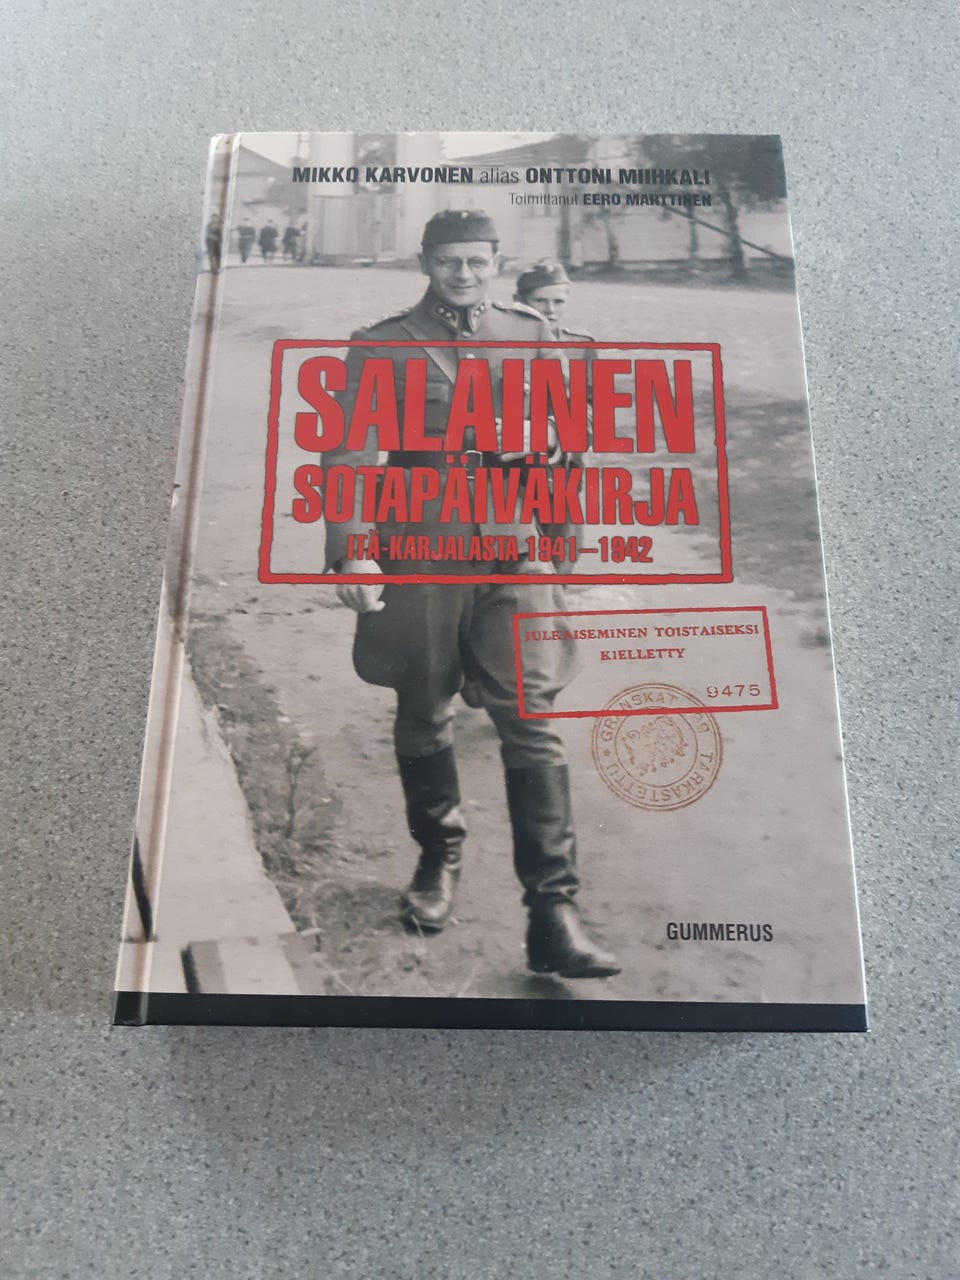 MIKKO KARVONEN alias ONTTONI MIIHKALI
Toimittanut EERO MARTTINEN
SALAINEN
SOTAPÄIVÄKIRJA
ITÄ-KARJALASTA 1941–1942
JULKAISEMINEN TOISTAISEKSI
KIELLETTY
9475
GRANSKAT
TARKASTETTU
GUMMERUS